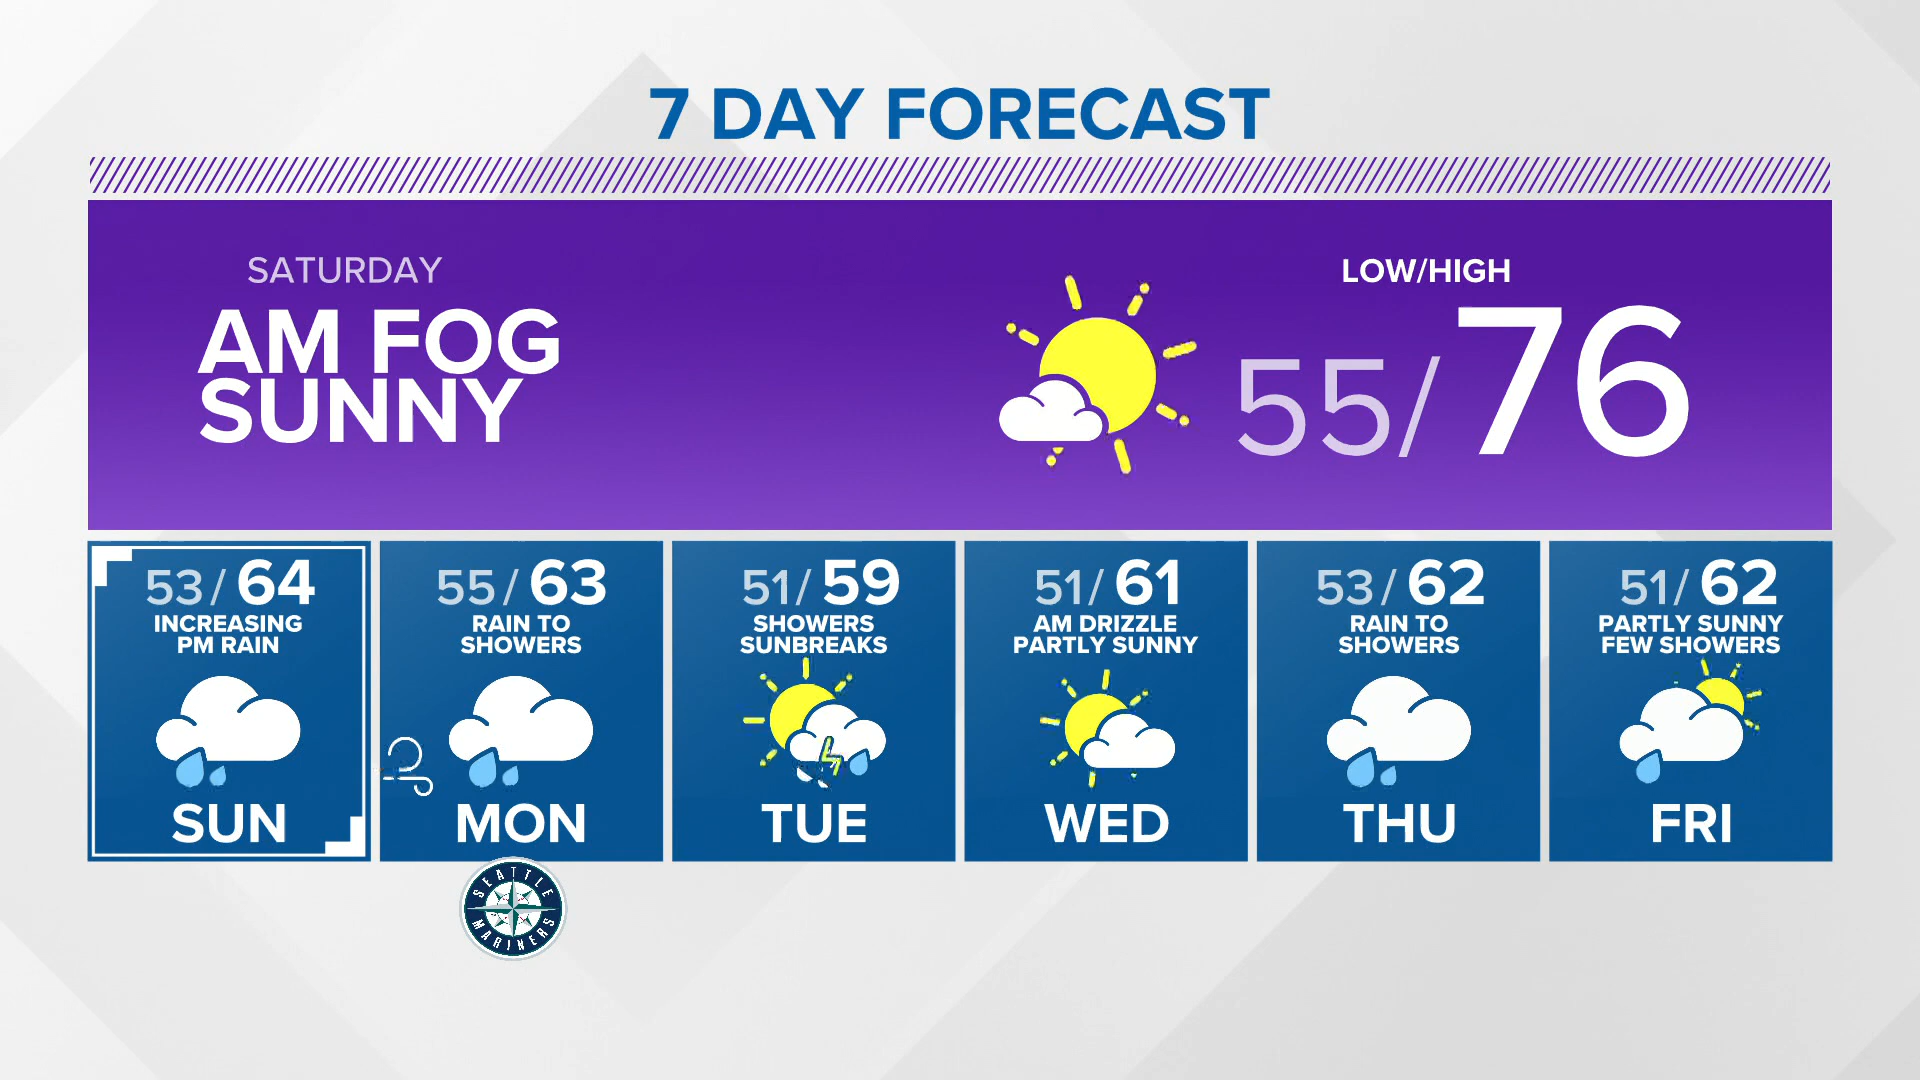 7 DAY FORECAST
SATURDAY
AM FOG
SUNNY
LOW/HIGH
55/76
53/64
INCREASING
PM RAIN
SUN
55/63
RAIN TO
SHOWERS
MON
51/59
SHOWERS
SUNBREAKS
TUE
51/61
AM DRIZZLE
PARTLY SUNNY
WED
53/62
RAIN TO
SHOWERS
THU
51/62
PARTLY SUNNY
FEW SHOWERS
FRI
SEATTLE
MARINERS